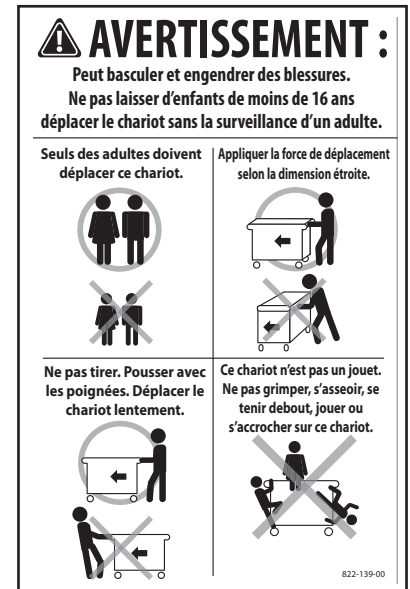 AVERTISSEMENT :
Peut basculer et engendrer des blessures.
Ne pas laisser d'enfants de moins de 16 ans
déplacer le chariot sans la surveillance d'un adulte.
Seuls des adultes doivent
déplacer ce chariot.
Appliquer la force de déplacement
selon la dimension étroite.
Ne pas tirer. Pousser avec
les poignées. Déplacer le
chariot lentement.
Ce chariot n'est pas un jouet.
Ne pas grimper, s'asseoir, se
tenir debout, jouer ou
s'accrocher sur ce chariot.
822-139-00